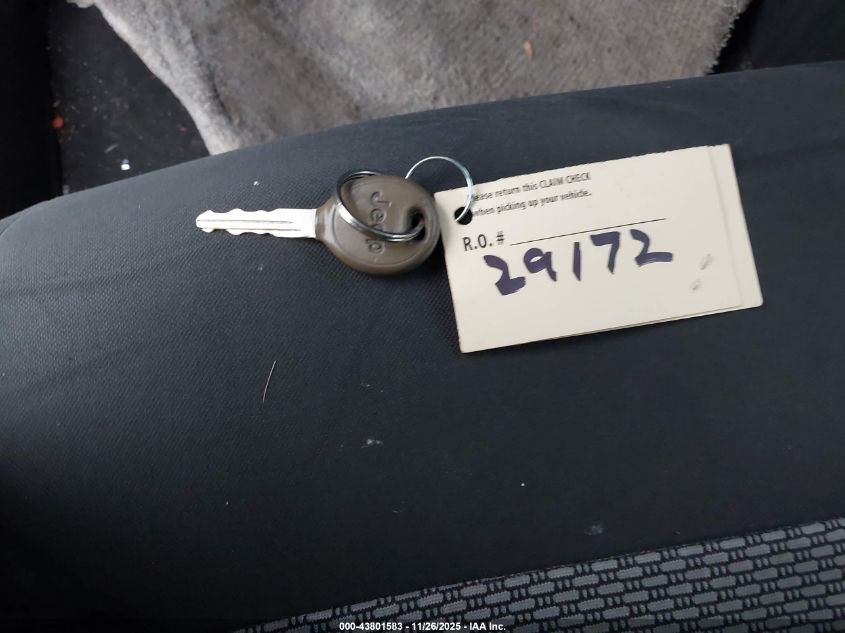 Jeep
Please return this CLAIM CHECK
when picking up your vehicle.
R.O. #
29172
000-43801583 - 11/26/2025 - IAA Inc.